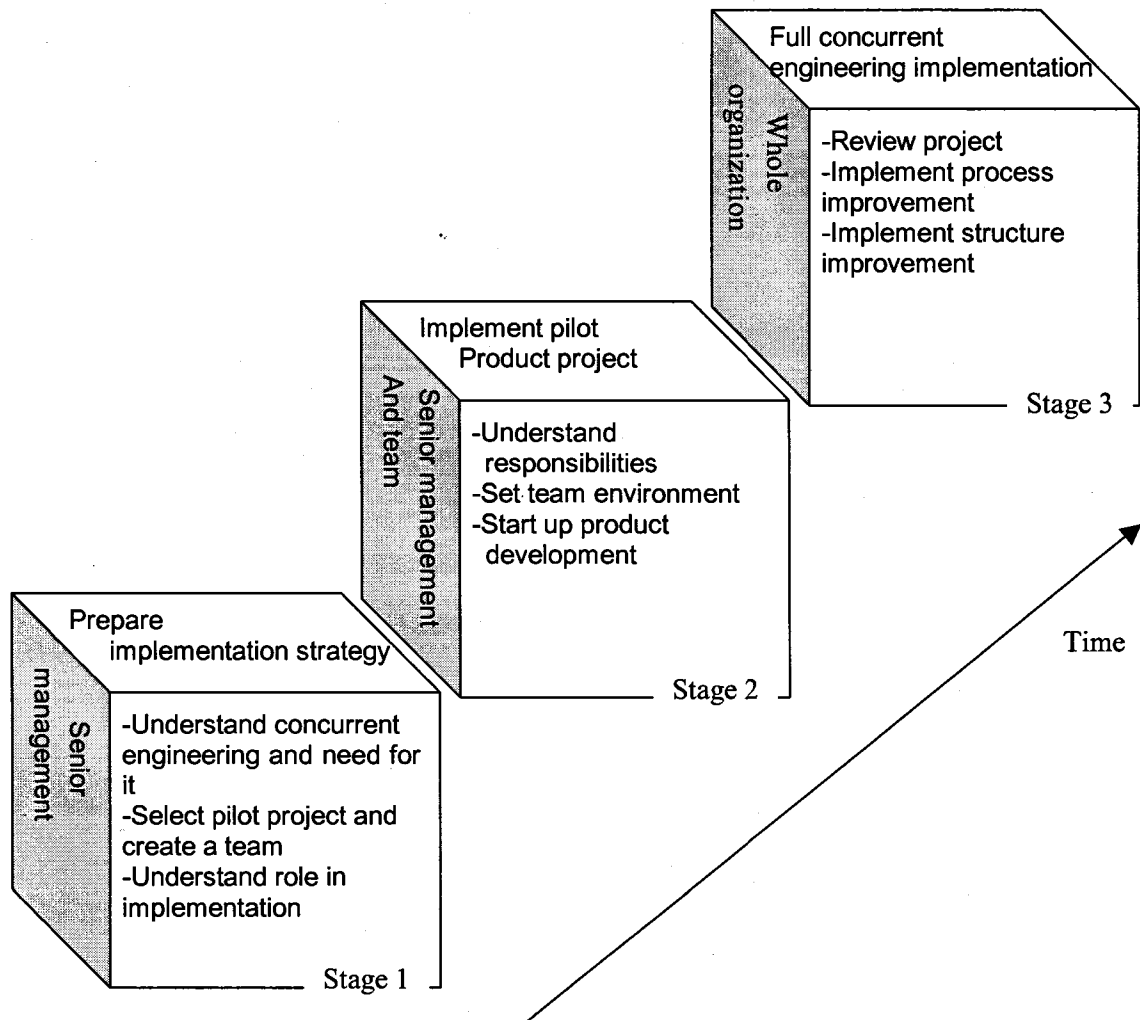 Full concurrent
engineering implementation
Whole
organization
-Review project
-Implement process
improvement
-Implement structure
improvement
Stage 3
Implement pilot
Product project
Senior management
And team
-Understand
responsibilities
-Set team environment
-Start up product
development
Stage 2
Time
Prepare
implementation strategy
Senior
management
-Understand concurrent
engineering and need for
it
-Select pilot project and
create a team
-Understand role in
implementation
Stage 1